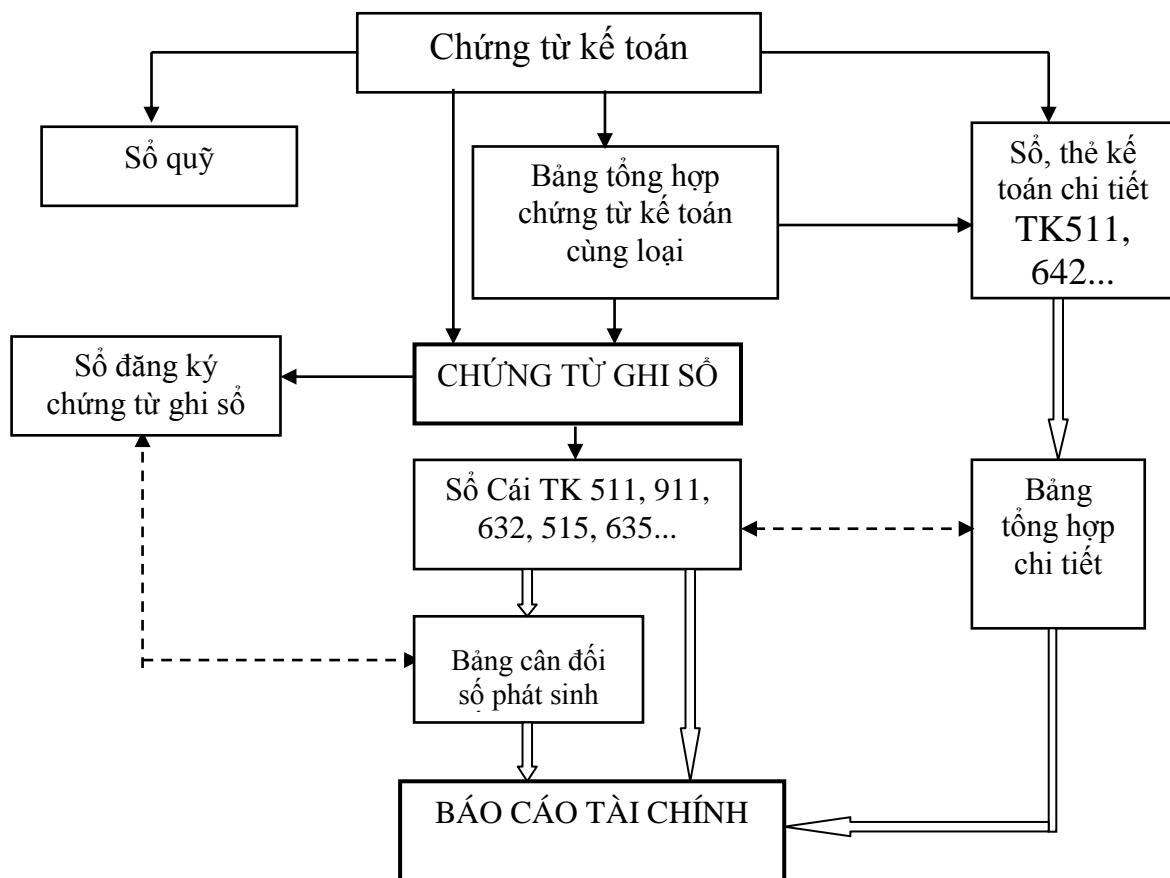 Chứng từ kế toán
Sổ quỹ
Bảng tổng hợp
chứng từ kế toán
cùng loại
Sổ, thẻ kế
toán chi tiết
TK511,
642...
Sổ đăng ký
chứng từ ghi sổ
CHỨNG TỪ GHI SỔ
Sổ Cái TK 511, 911,
632, 515, 635...
Bảng
tổng hợp
chi tiết
Bảng cân đối
số phát sinh
BÁO CÁO TÀI CHÍNH